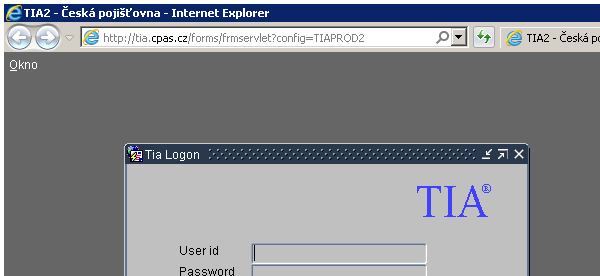 TIA2 - Česká pojišťovna - Internet Explorer
http://tia.cpas.cz/forms/frmservlet?config=TIAPROD2
TIA2 - Česká po
Okno
Tia Logon
TIA®
User id
Password